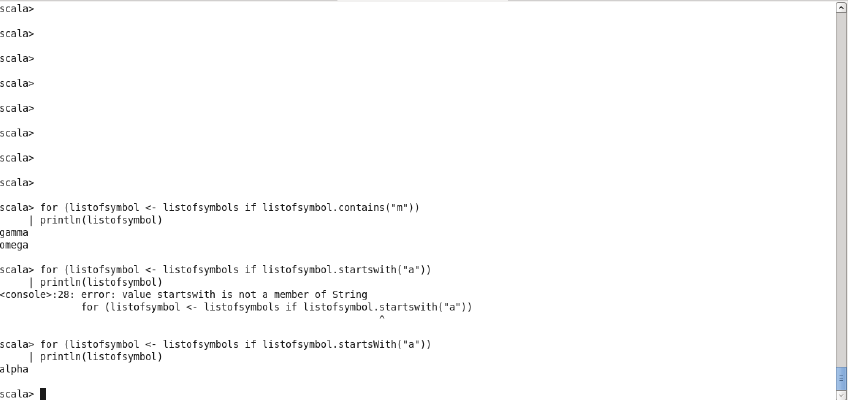 scala>
scala>
scala>
scala>
scala>
scala>
scala>
scala>
scala> for (listofsymbol <- listofsymbols if listofsymbol.contains("m"))
| println(listofsymbol)
gamma
omega
scala> for (listofsymbol <- listofsymbols if listofsymbol.startswith("a"))
| println(listofsymbol)
<console>:28: error: value startswith is not a member of String
for (listofsymbol <- listofsymbols if listofsymbol.startswith("a"))
^
scala> for (listofsymbol <- listofsymbols if listofsymbol.startsWith("a"))
| println(listofsymbol)
alpha
scala>